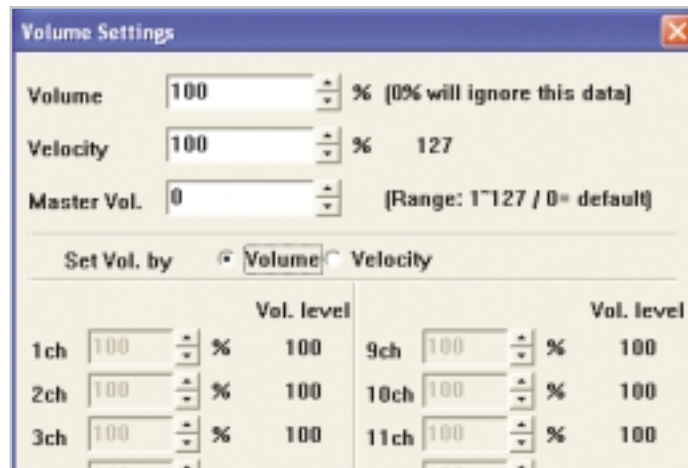 Volume Settings
Volume 100 % (0% will ignore this data)
Velocity 100 % 127
Master Vol. 0 (Range: 1~127 / 0= default)
Set Vol. by Volume Velocity
Vol. level Vol. level
1ch 100 % 100 9ch 100 % 100
2ch 100 % 100 10ch 100 % 100
3ch 100 % 100 11ch 100 % 100